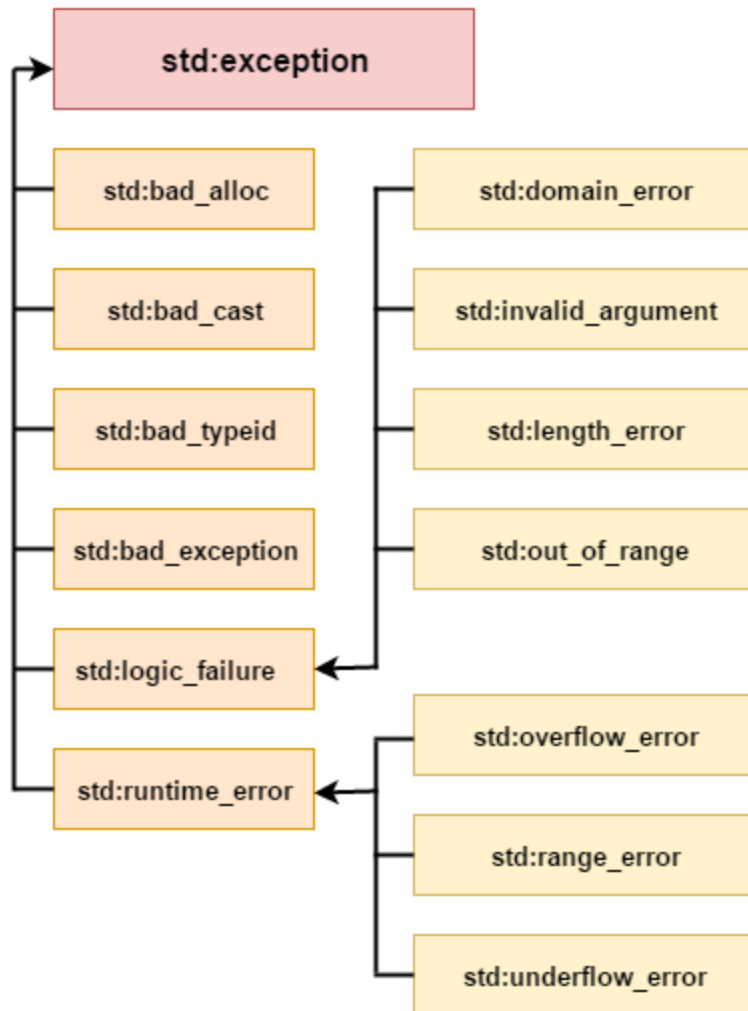 std:exception
std:bad_alloc
std:bad_cast
std:bad_typeid
std:bad_exception
std:logic_failure
std:runtime_error
std:domain_error
std:invalid_argument
std:length_error
std:out_of_range
std:overflow_error
std:range_error
std:underflow_error